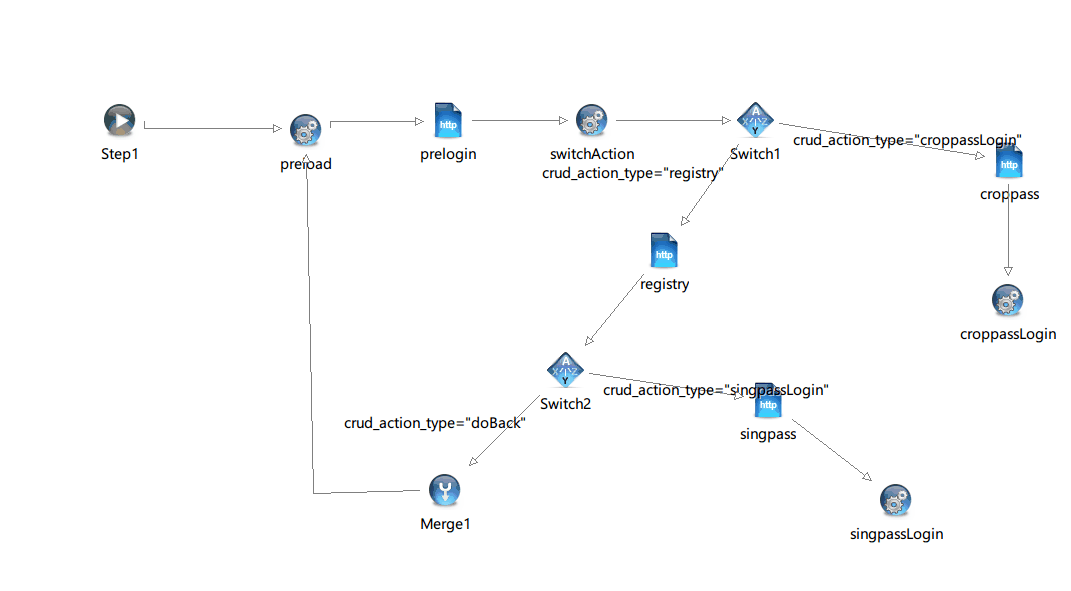 Step1
preload
http
prelogin
switchAction
A
X Z
Y
Switch1
crud_action_type="croppassLogin"
http
croppass
crud_action_type="registry"
http
registry
croppassLogin
A
X Z
Y
Switch2
crud_action_type="singpassLogin"
http
singpass
crud_action_type="doBack"
Merge1
singpassLogin